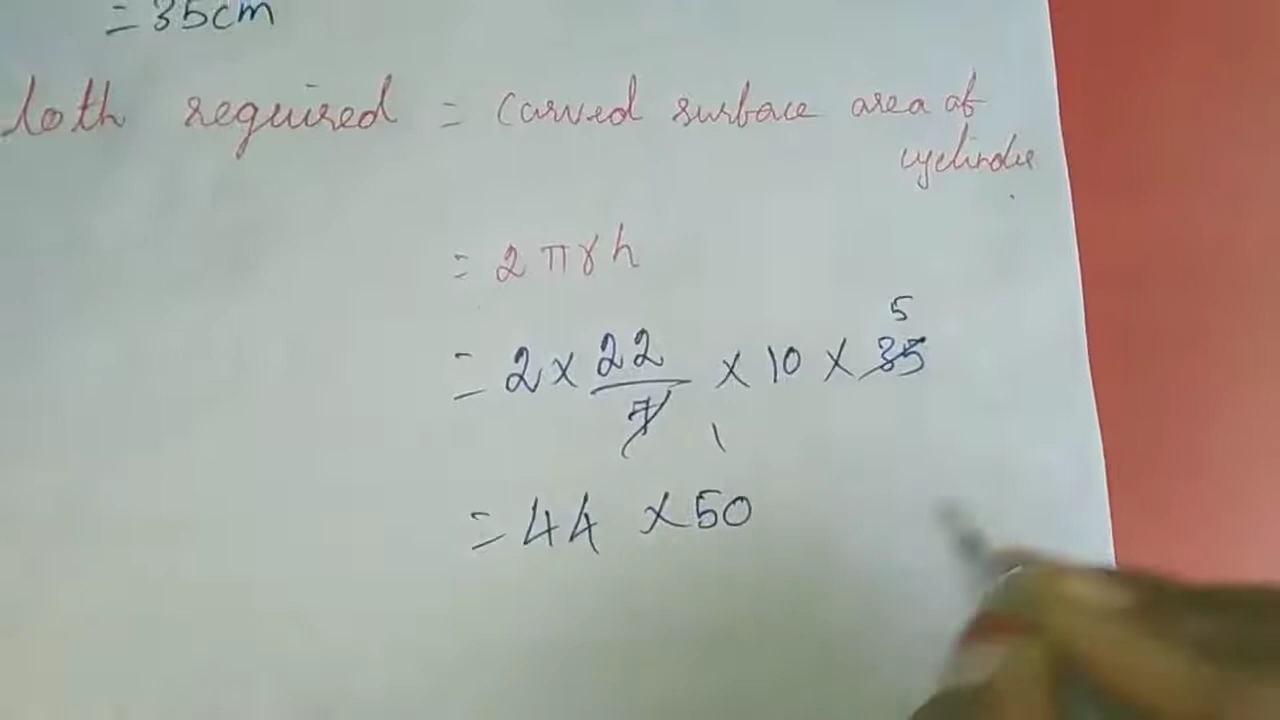 = 35cm
loth required = Curved surface area of
cylinder
= 2πrh
= 2 × 22/7 × 10 × 35
5
1
= 44 × 50